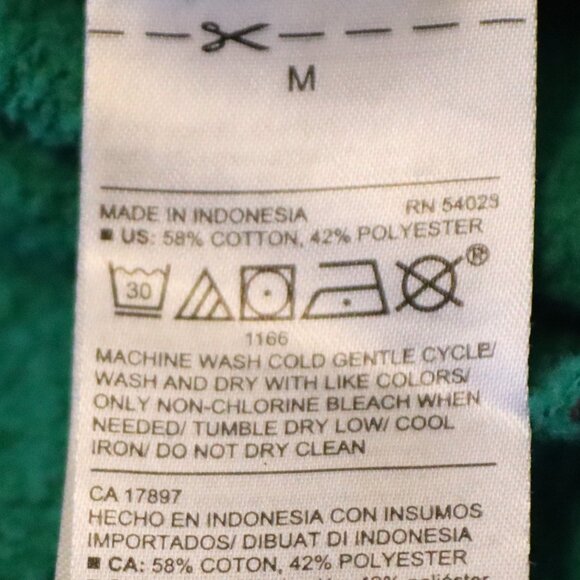 M
MADE IN INDONESIA RN 54023
US: 58% COTTON, 42% POLYESTER
30
1166
MACHINE WASH COLD GENTLE CYCLE/
WASH AND DRY WITH LIKE COLORS/
ONLY NON-CHLORINE BLEACH WHEN
NEEDED/ TUMBLE DRY LOW/ COOL
IRON/ DO NOT DRY CLEAN
CA 17897
HECHO EN INDONESIA CON INSUMOS
IMPORTADOS/ DIBUAT DI INDONESIA
CA: 58% COTON, 42% POLYESTER